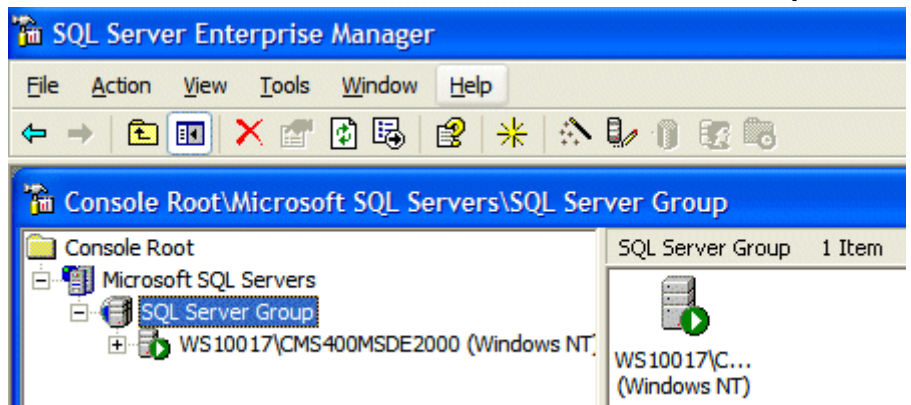 SQL Server Enterprise Manager
File Action View Tools Window Help
Console Root\Microsoft SQL Servers\SQL Server Group
Console Root
Microsoft SQL Servers
SQL Server Group
WS10017\CMS400MSDE2000 (Windows NT)
SQL Server Group 1 Item
WS10017\C...
(Windows NT)